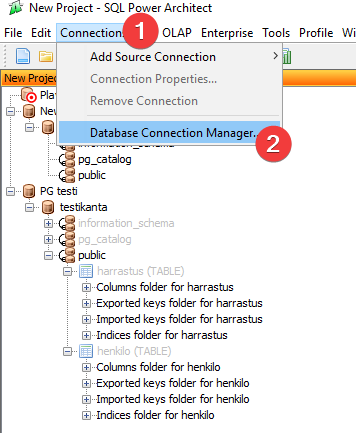 New Project - SQL Power Architect
File Edit Connections OLAP Enterprise Tools Profile
1
Add Source Connection
Connection Properties...
Remove Connection
Database Connection Manager...
2
New Proj
Pla
New
information_schema
pg_catalog
public
PG testi
testikanta
information_schema
pg_catalog
public
harrastus (TABLE)
Columns folder for harrastus
Exported keys folder for harrastus
Imported keys folder for harrastus
Indices folder for harrastus
henkilo (TABLE)
Columns folder for henkilo
Exported keys folder for henkilo
Imported keys folder for henkilo
Indices folder for henkilo